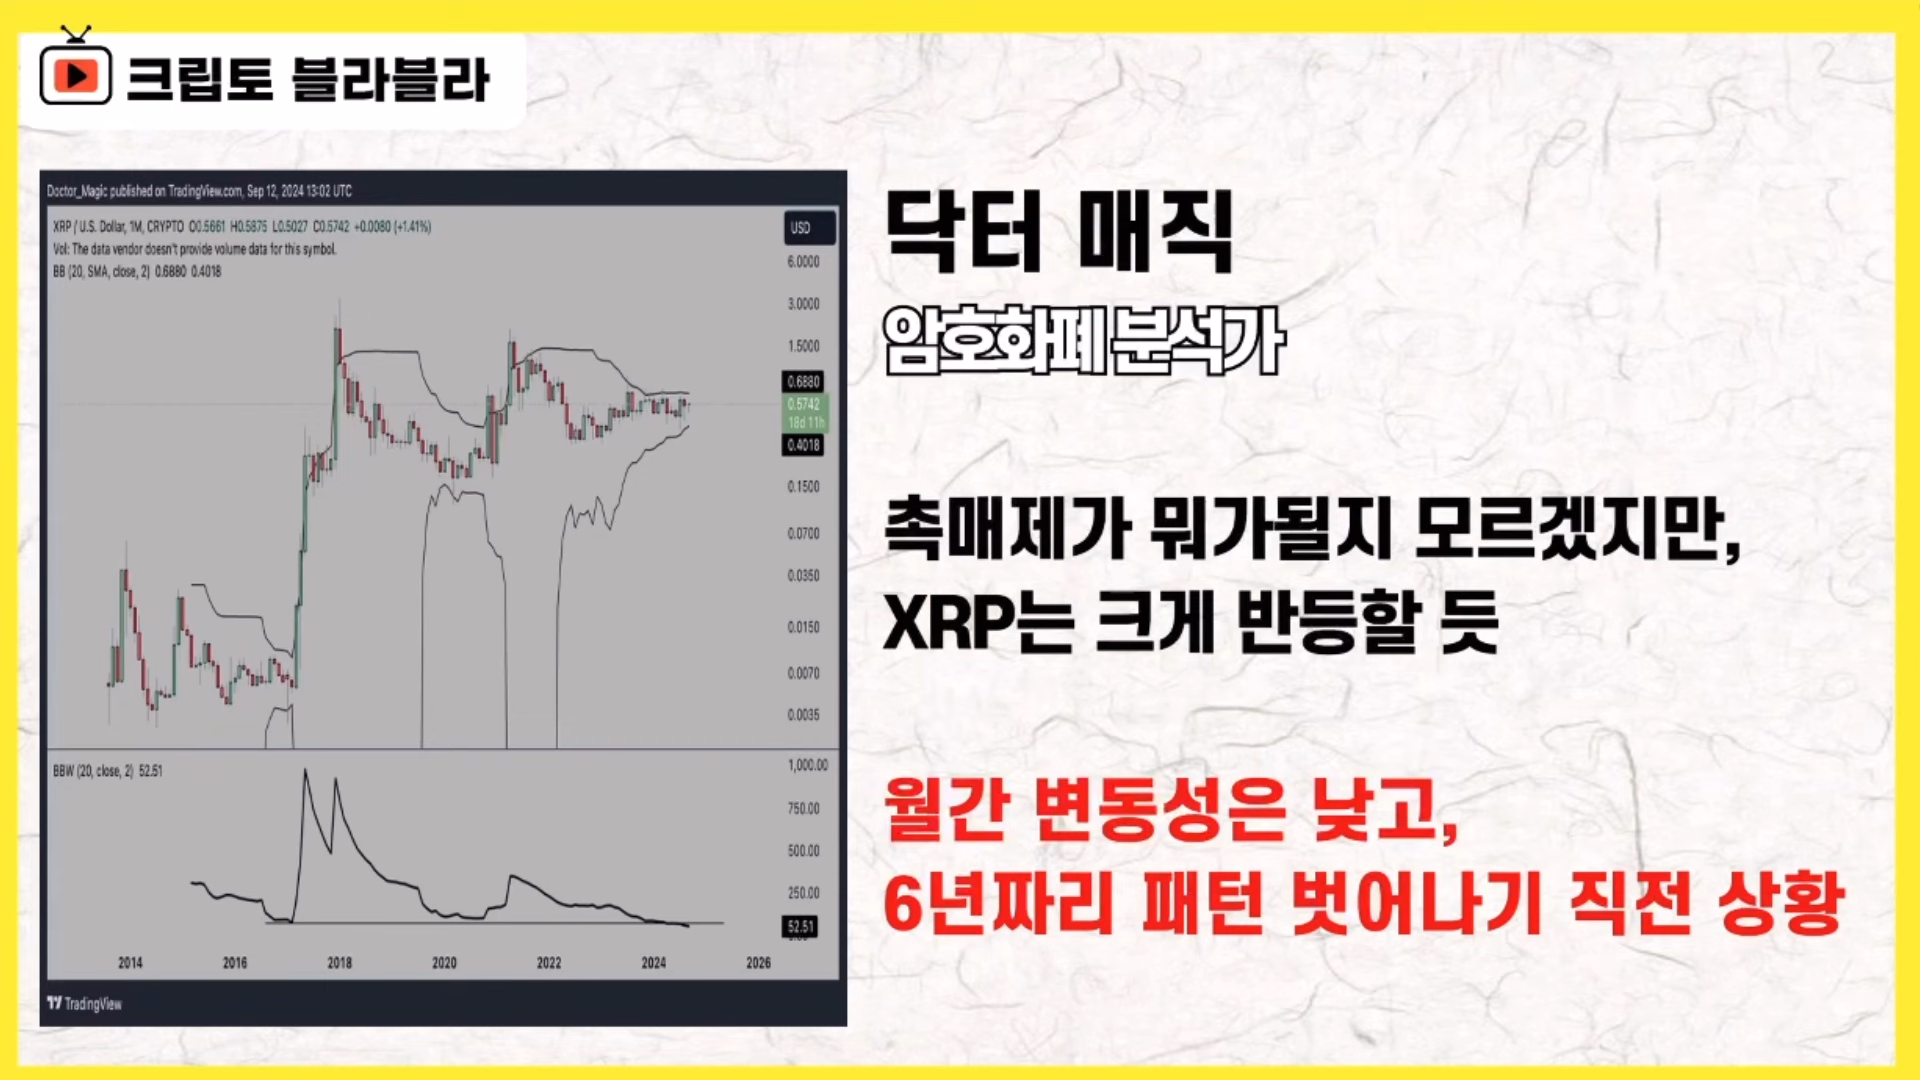 크립토 블라블라
Doctor_Magic published on TradingView.com, Sep 12, 2024 13:02 UTC
XRP / U.S. Dollar, 1M, CRYPTO O0.5661 H0.5875 L0.5027 C0.5742 +0.0080 (+1.41%)
Vol: The data vendor doesn't provide volume data for this symbol.
BB (20, SMA, close, 2) 0.6880 0.4018
USD
6.0000
3.0000
1.5000
0.6880
0.5742
18d 11h
0.4018
0.1500
0.0700
0.0350
0.0150
0.0070
0.0035
BBW (20, close, 2) 52.51
1,000.00
750.00
500.00
250.00
52.51
2014 2016 2018 2020 2022 2024 2026
TradingView
닥터 매직
암호화폐 분석가
촉매제가 뭐가될지 모르겠지만,
XRP는 크게 반등할 듯
월간 변동성은 낮고,
6년짜리 패턴 벗어나기 직전 상황